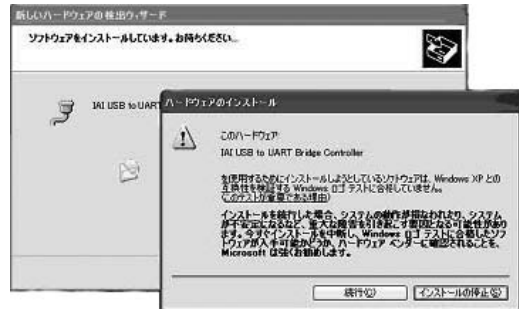 新しいハードウェアの検出ウィザード
ソフトウェアをインストールしています。お待ちください...
IAI USB to UART
ハードウェアのインストール
このハードウェア:
IAI USB to UART Bridge Controller
を使用するためにインストールしようとしているソフトウェアは、Windows XP との
互換性を検証する Windows ロゴ テストに合格していません。
(このテストが重要である理由)
インストールを続行した場合、システムの動作が損なわれたり、システム
が不安定になるなど、重大な障害を引き起こす要因となる可能性があり
ます。今すぐインストールを中断し、Windows ロゴ テストに合格したソフ
トウェアが入手可能かどうか、ハードウェア ベンダーに確認されることを、
Microsoft は強くお勧めします。
続行(C)
インストールの停止(S)